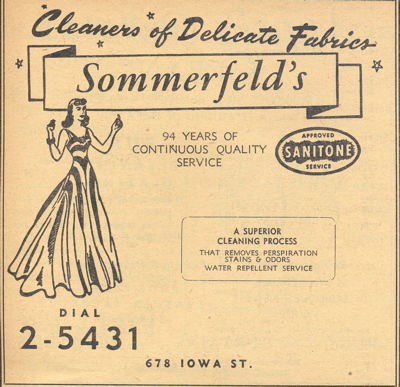 Cleaners of Delicate Fabrics
Sommerfeld's
94 YEARS OF
CONTINUOUS QUALITY
SERVICE
APPROVED
SANITONE
SERVICE
A SUPERIOR
CLEANING PROCESS
THAT REMOVES PERSPIRATION
STAINS & ODORS
WATER REPELLENT SERVICE
DIAL
2-5431
678 IOWA ST.